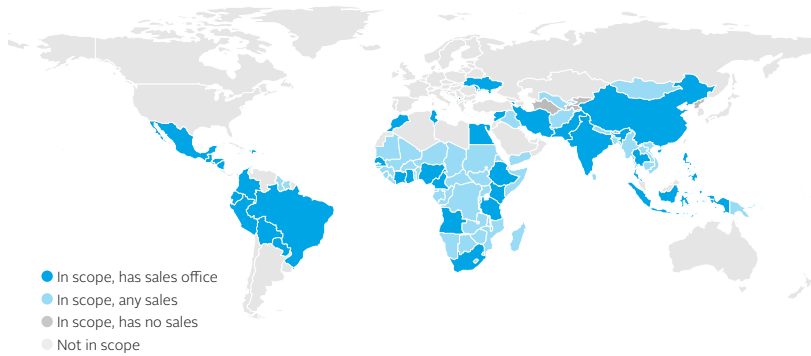 In scope, has sales office
In scope, any sales
In scope, has no sales
Not in scope